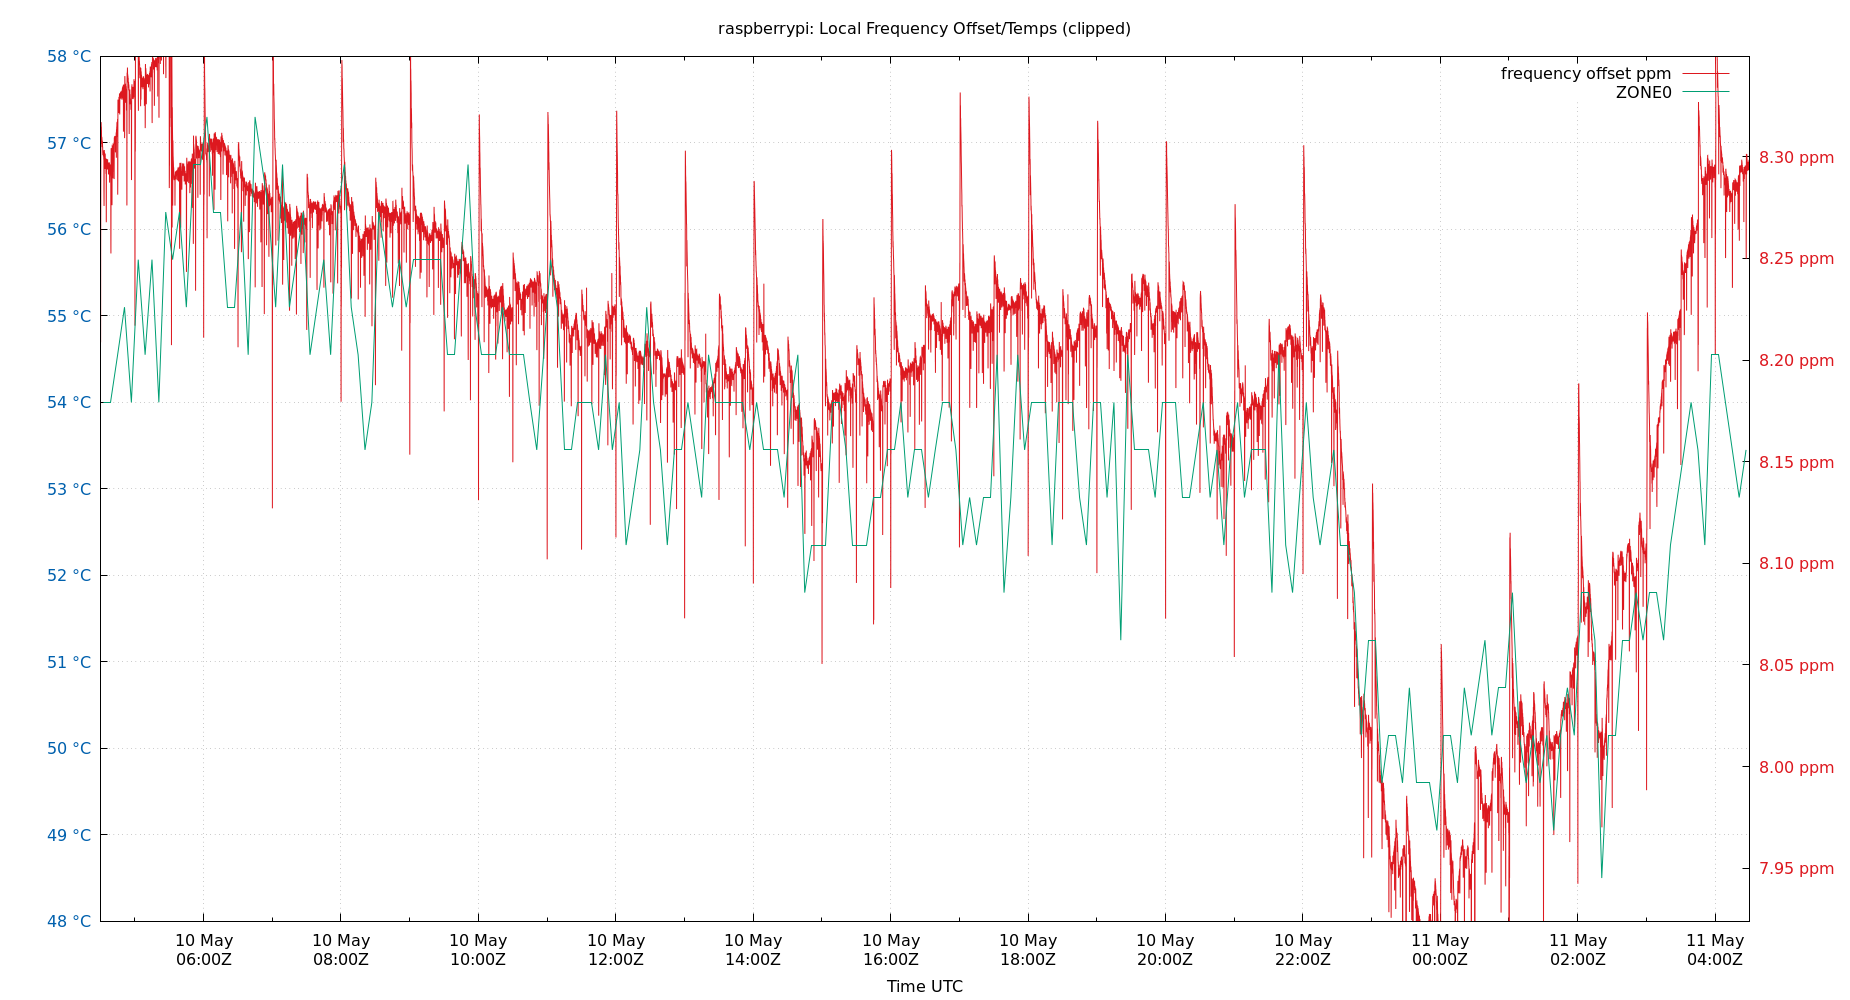 raspberrypi: Local Frequency Offset/Temps (clipped)
frequency offset ppm
ZONE0
58 °C
57 °C
56 °C
55 °C
54 °C
53 °C
52 °C
51 °C
50 °C
49 °C
48 °C
8.30 ppm
8.25 ppm
8.20 ppm
8.15 ppm
8.10 ppm
8.05 ppm
8.00 ppm
7.95 ppm
10 May 10 May 10 May 10 May 10 May 10 May 10 May 10 May 10 May 11 May 11 May 11 May
06:00Z 08:00Z 10:00Z 12:00Z 14:00Z 16:00Z 18:00Z 20:00Z 22:00Z 00:00Z 02:00Z 04:00Z
Time UTC